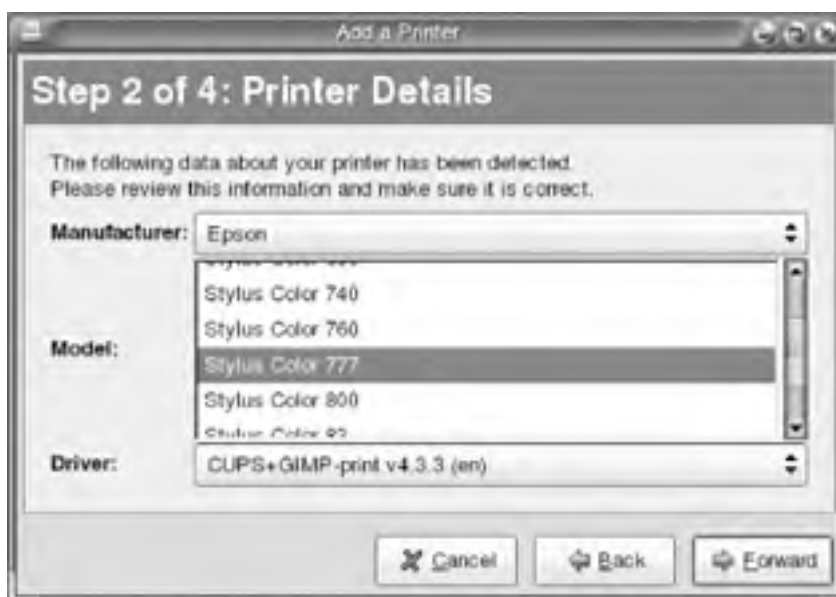 Add a Printer
Step 2 of 4: Printer Details
The following data about your printer has been detected.
Please review this information and make sure it is correct.
Manufacturer: Epson
Model:
Stylus Color 740
Stylus Color 760
Stylus Color 777
Stylus Color 800
Driver: CUPS+GIMP-print v4.3.3 (en)
Cancel Back Forward